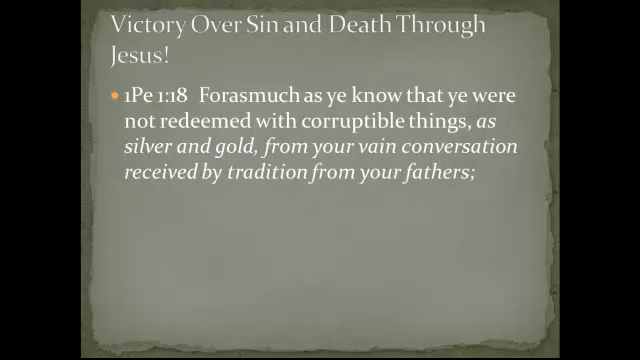 Victory Over Sin and Death Through
Jesus!
• 1Pe 1:18 Forasmuch as ye know that ye were
not redeemed with corruptible things, as
silver and gold, from your vain conversation
received by tradition from your fathers;